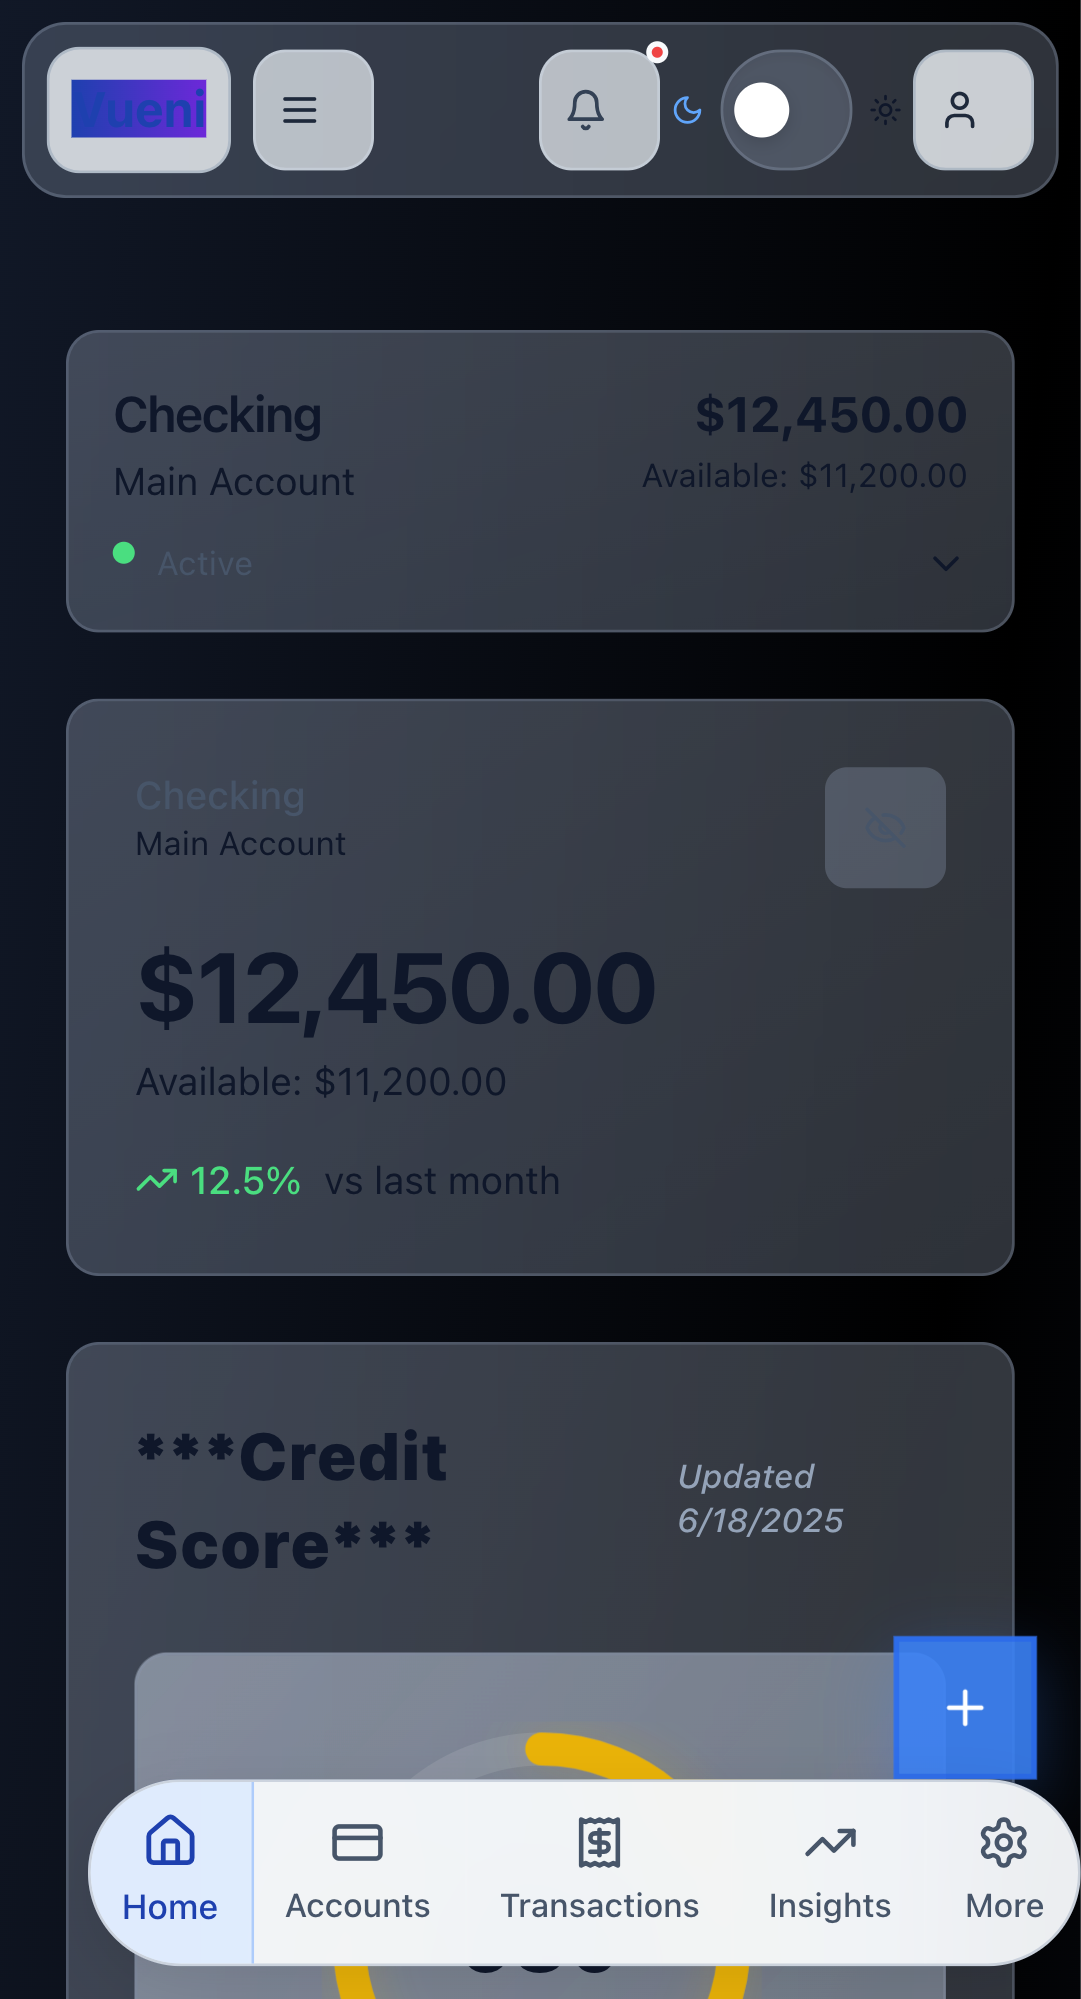 Vueni
Checking
$12,450.00
Main Account
Available: $11,200.00
Active
Checking
Main Account
$12,450.00
Available: $11,200.00
12.5% vs last month
***Credit
Score***
Updated
6/18/2025
Home
Accounts
Transactions
Insights
More